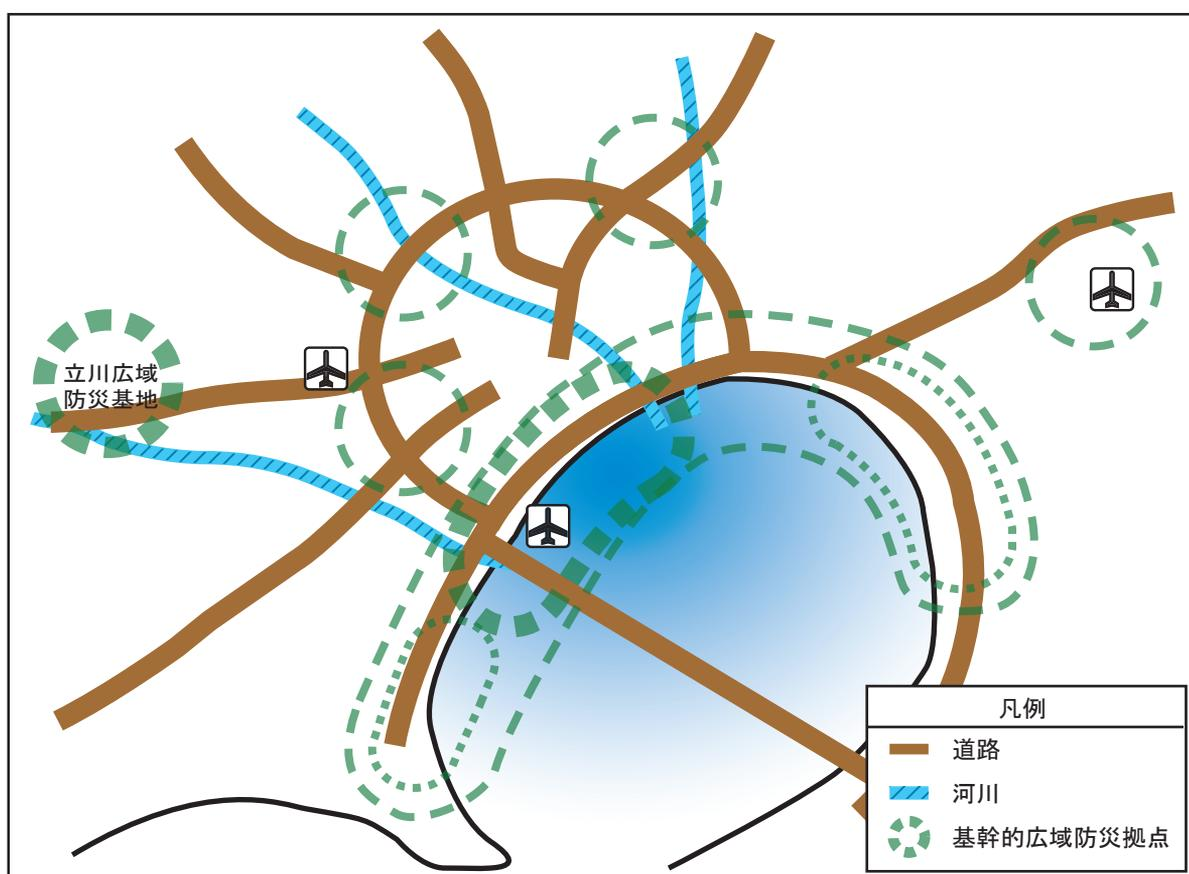 立川広域
防災基地
凡例
道路
河川
基幹的広域防災拠点